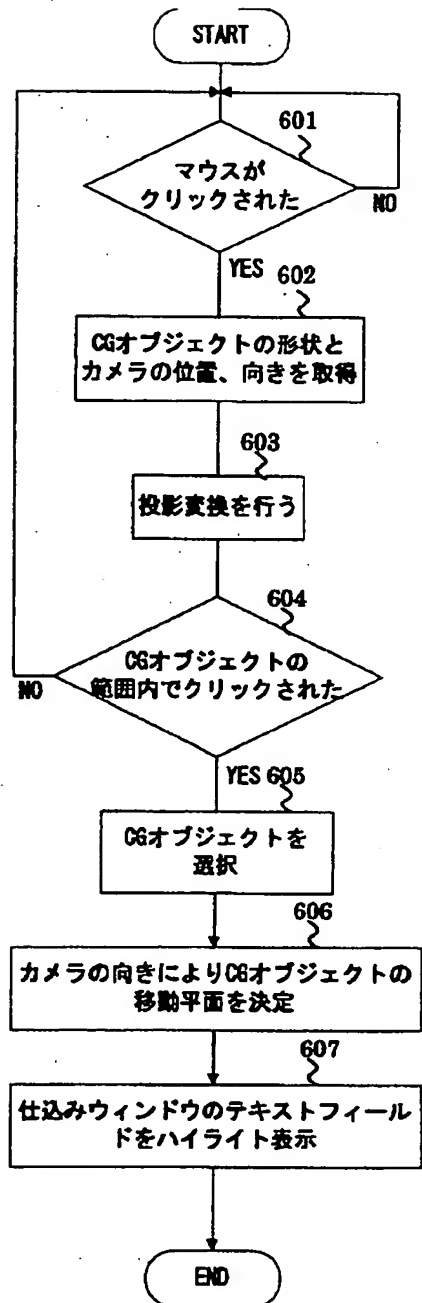 START
601
マウスが
クリックされた
NO
YES
602
CGオブジェクトの形状と
カメラの位置、向きを取得
603
投影変換を行う
604
CGオブジェクトの
範囲内でクリックされた
NO
YES
605
CGオブジェクトを
選択
606
カメラの向きによりCGオブジェクトの
移動平面を決定
607
仕込みウィンドウのテキストフィール
ドをハイライト表示
END